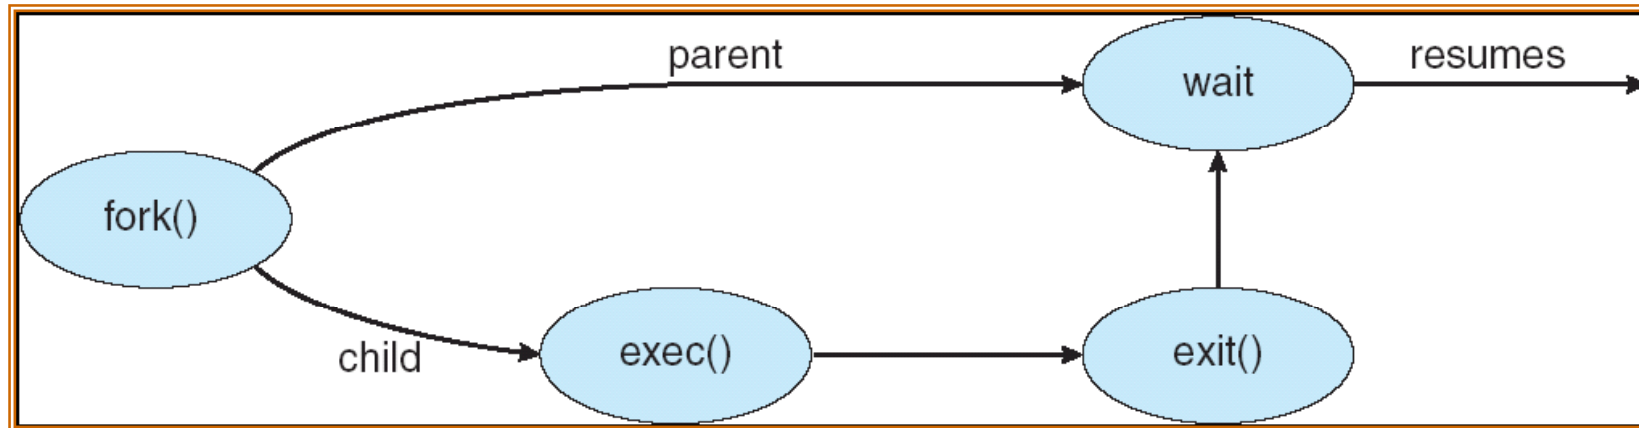 parent
wait
resumes
fork()
child
exec()
exit()